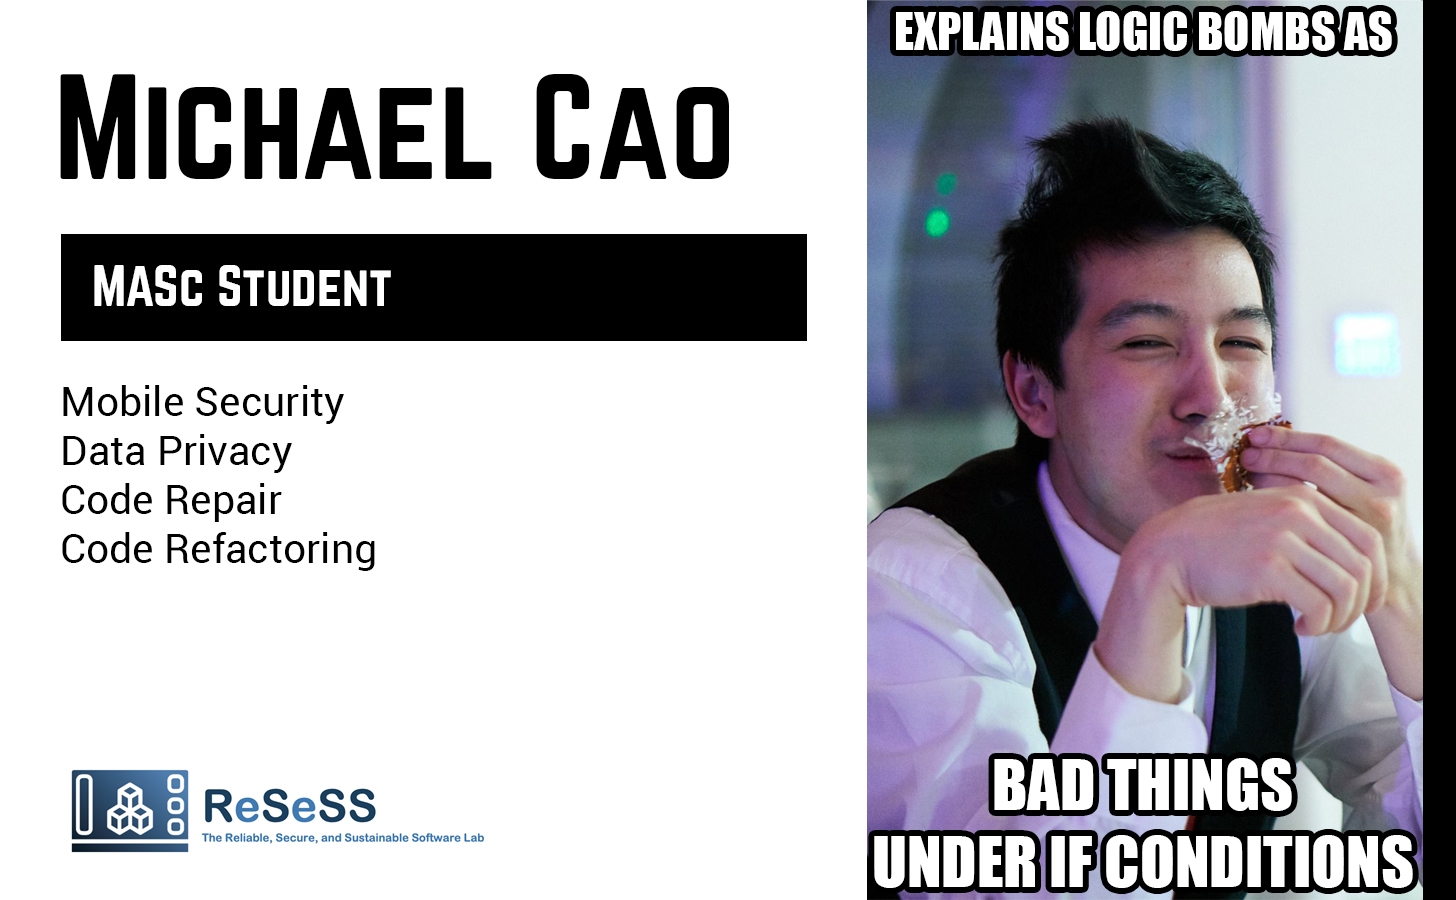 Michael Cao
MASc Student
Mobile Security
Data Privacy
Code Repair
Code Refactoring
ReSeSS
The Reliable, Secure, and Sustainable Software Lab
EXPLAINS LOGIC BOMBS AS
BAD THINGS
UNDER IF CONDITIONS